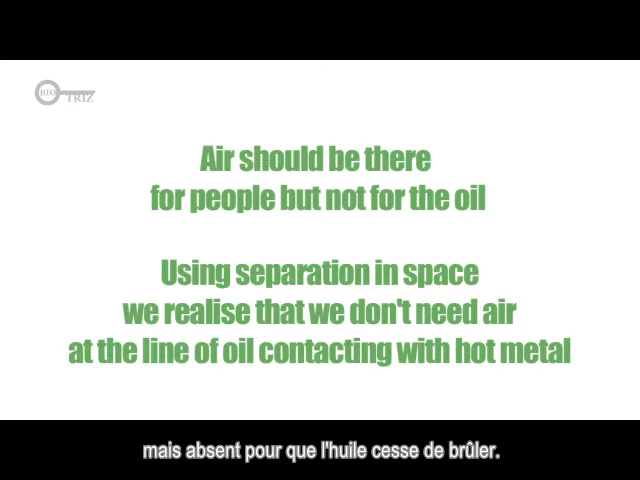 BIO
TRIZ
Air should be there
for people but not for the oil
Using separation in space
we realise that we don't need air
at the line of oil contacting with hot metal
mais absent pour que l'huile cesse de brûler.